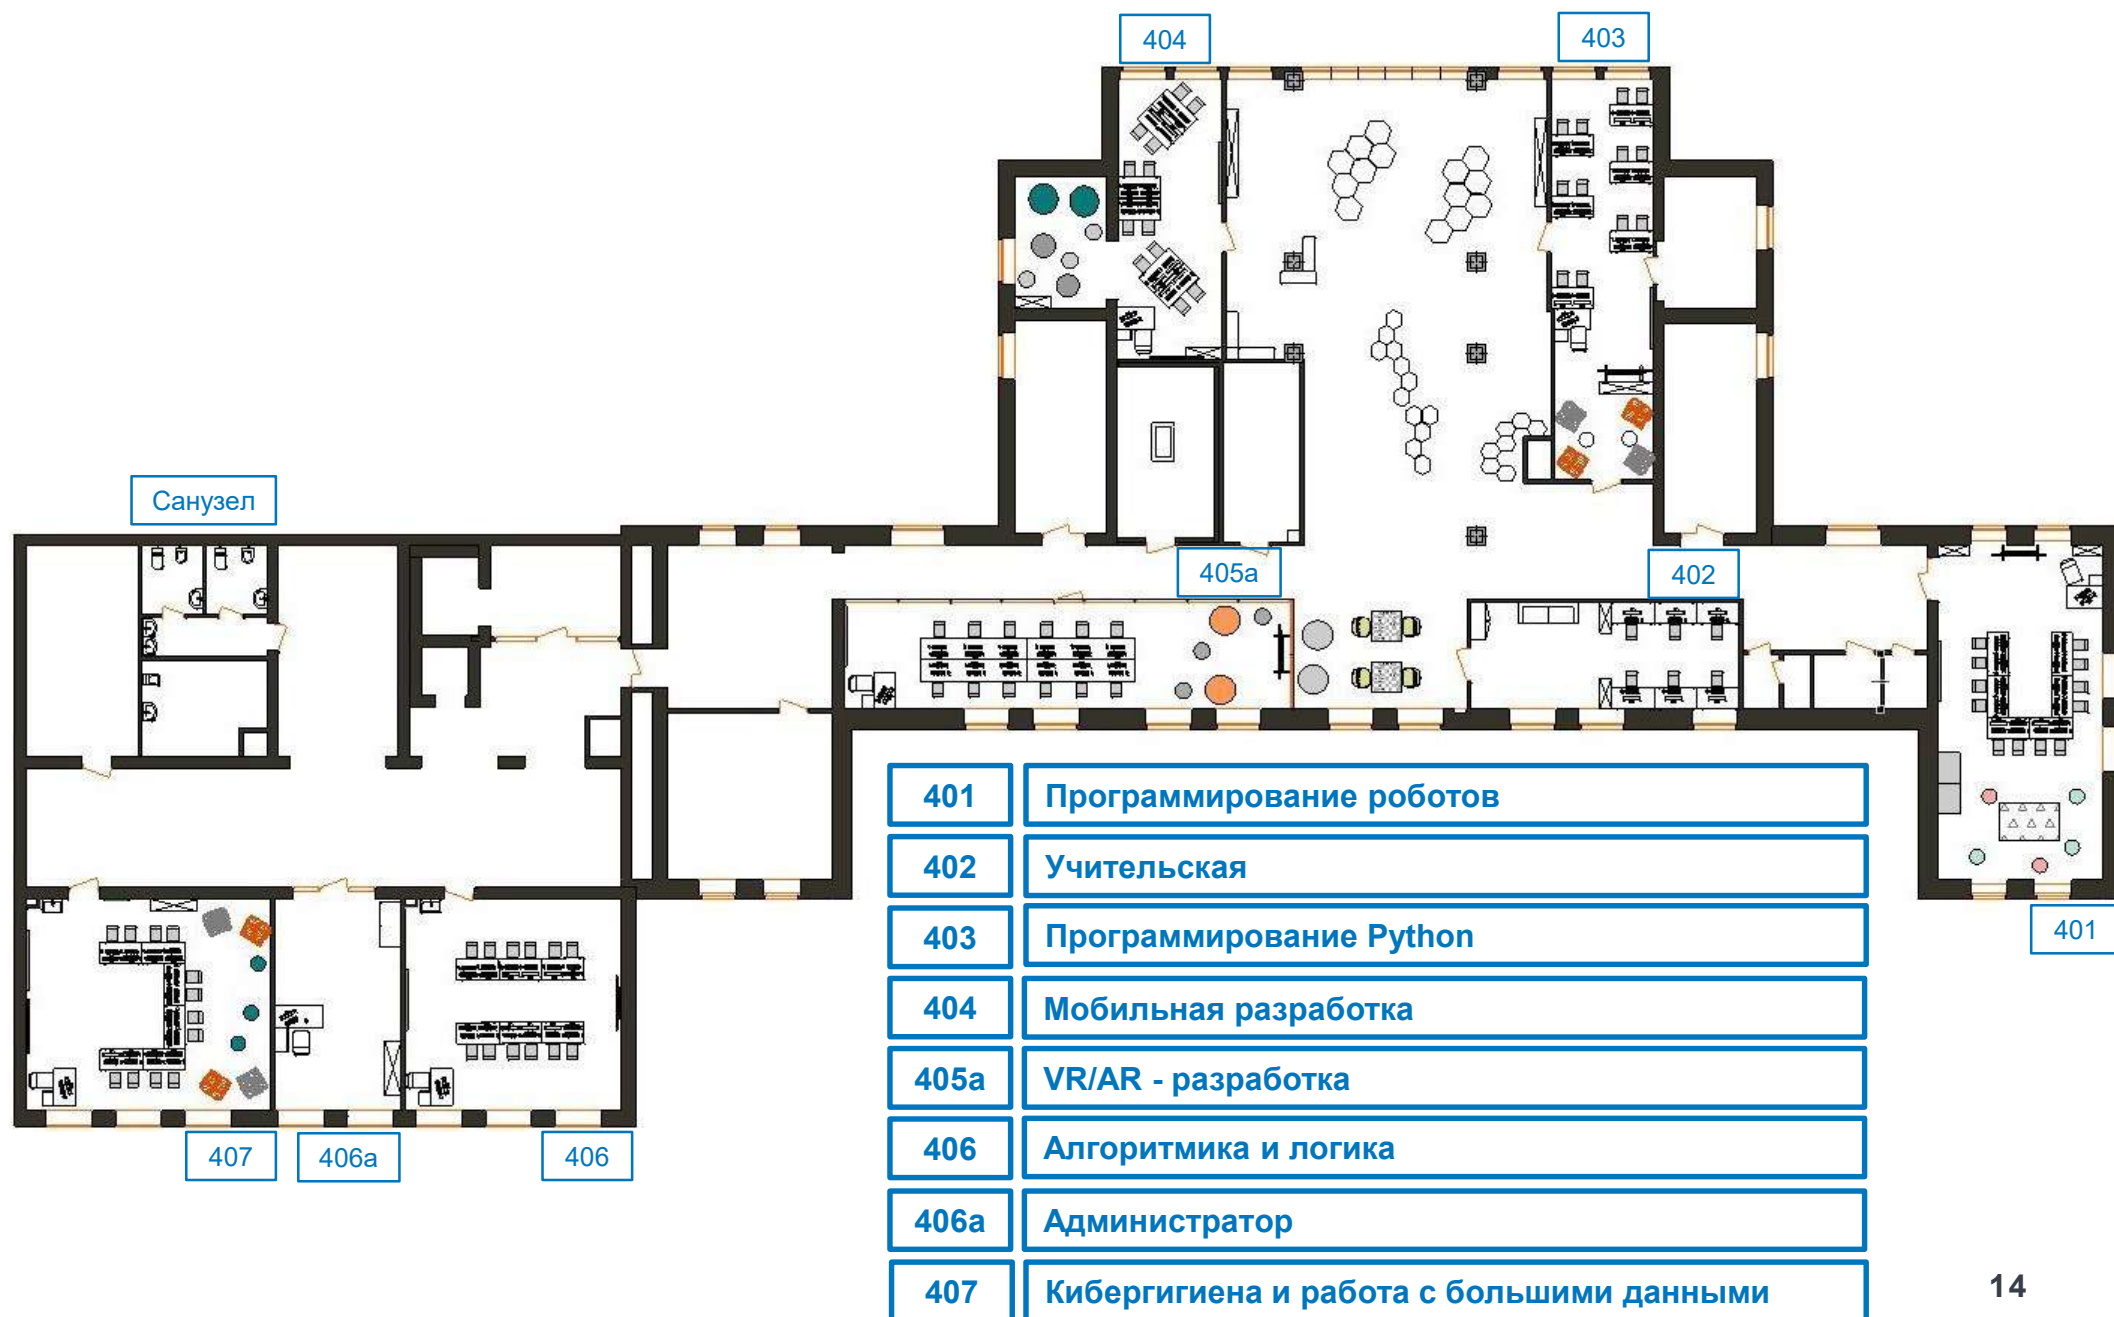 404
403
Санузел
405а
402
401 Программирование роботов
402 Учительская
403 Программирование Python
401
404 Мобильная разработка
405а VR/AR - разработка
406 Алгоритмика и логика
407
406а
406
406а Администратор
407 Кибергигиена и работа с большими данными
14